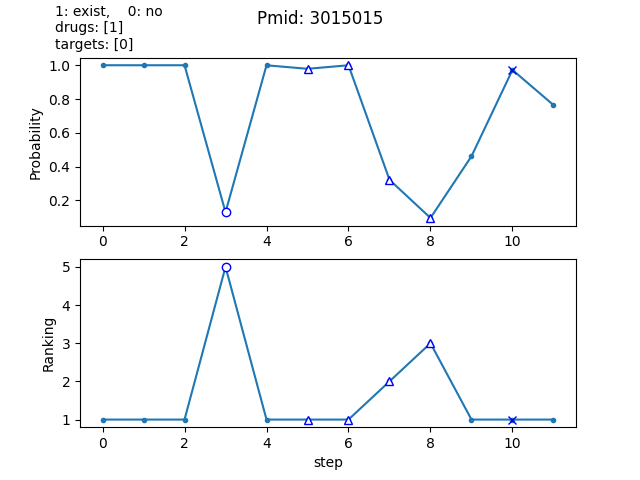 1: exist,    0: no
drugs: [1]
targets: [0]
Pmid: 3015015
1.0
0.8
0.6
0.4
0.2
Probability
0 2 4 6 8 10
5
4
3
2
1
Ranking
0 2 4 6 8 10
step